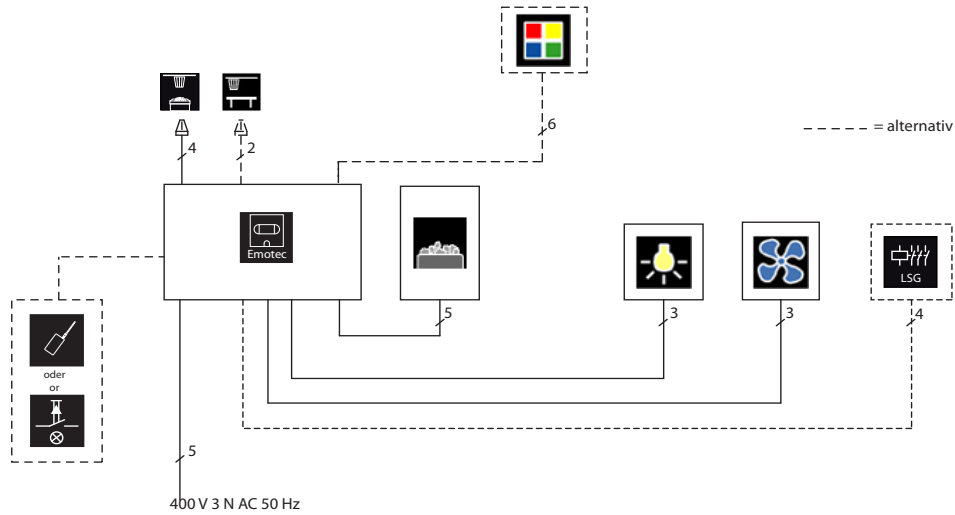 6
= alternativ
4
2
Emotec
LSG
5
3
3
4
oder
or
5
400 V 3 N AC 50 Hz